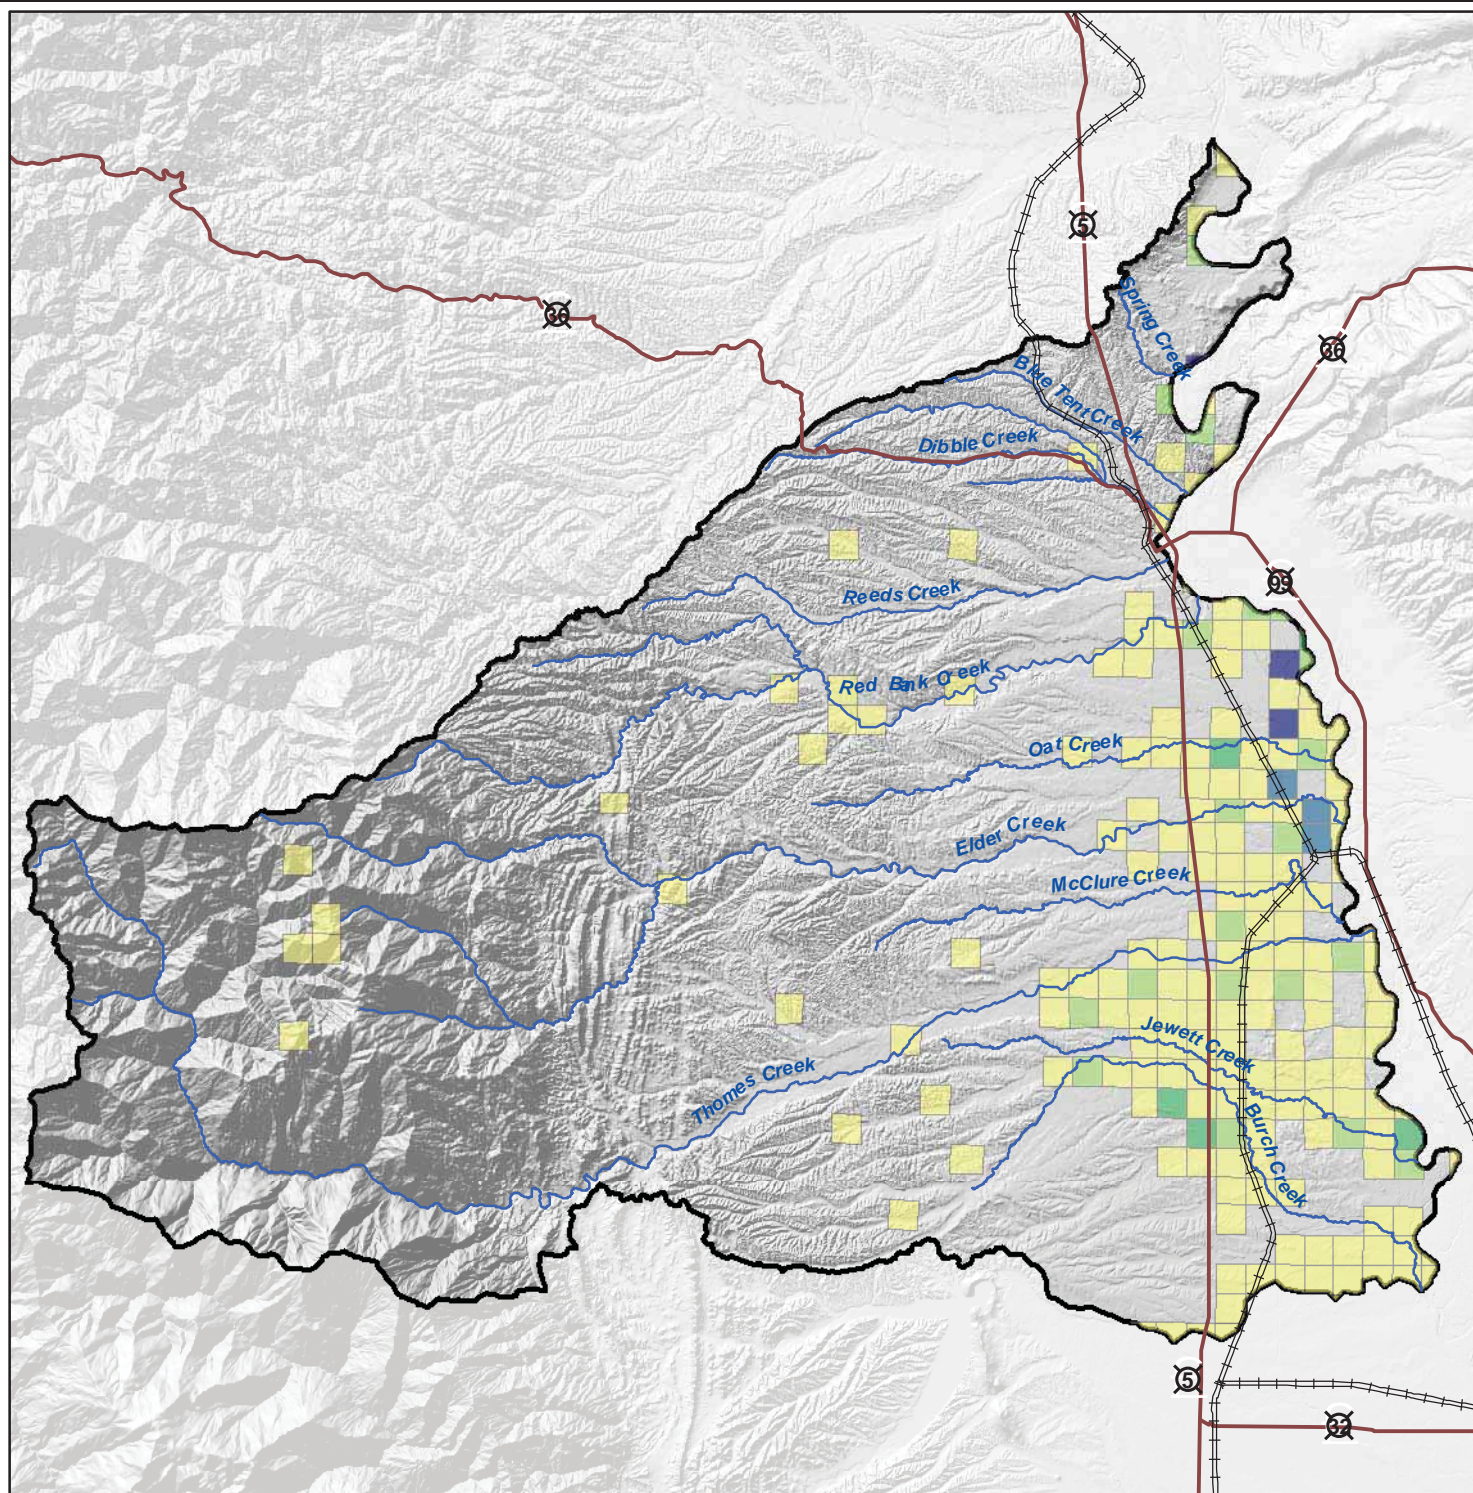 5
36
Spring Creek
36
Blue Tent Creek
Dibble Creek
99
Reeds Creek
Red Bank Creek
Oat Creek
Elder Creek
McClure Creek
Jewett Creek
Thomes Creek
Burch Creek
5
32